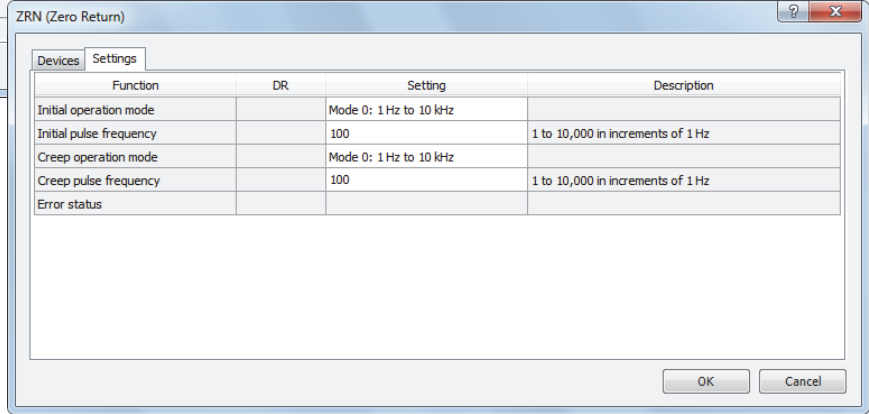 ZRN (Zero Return)
?
X
Devices Settings
Function DR Setting Description
Initial operation mode Mode 0: 1 Hz to 10 kHz
Initial pulse frequency 100 1 to 10,000 in increments of 1 Hz
Creep operation mode Mode 0: 1 Hz to 10 kHz
Creep pulse frequency 100 1 to 10,000 in increments of 1 Hz
Error status
OK Cancel